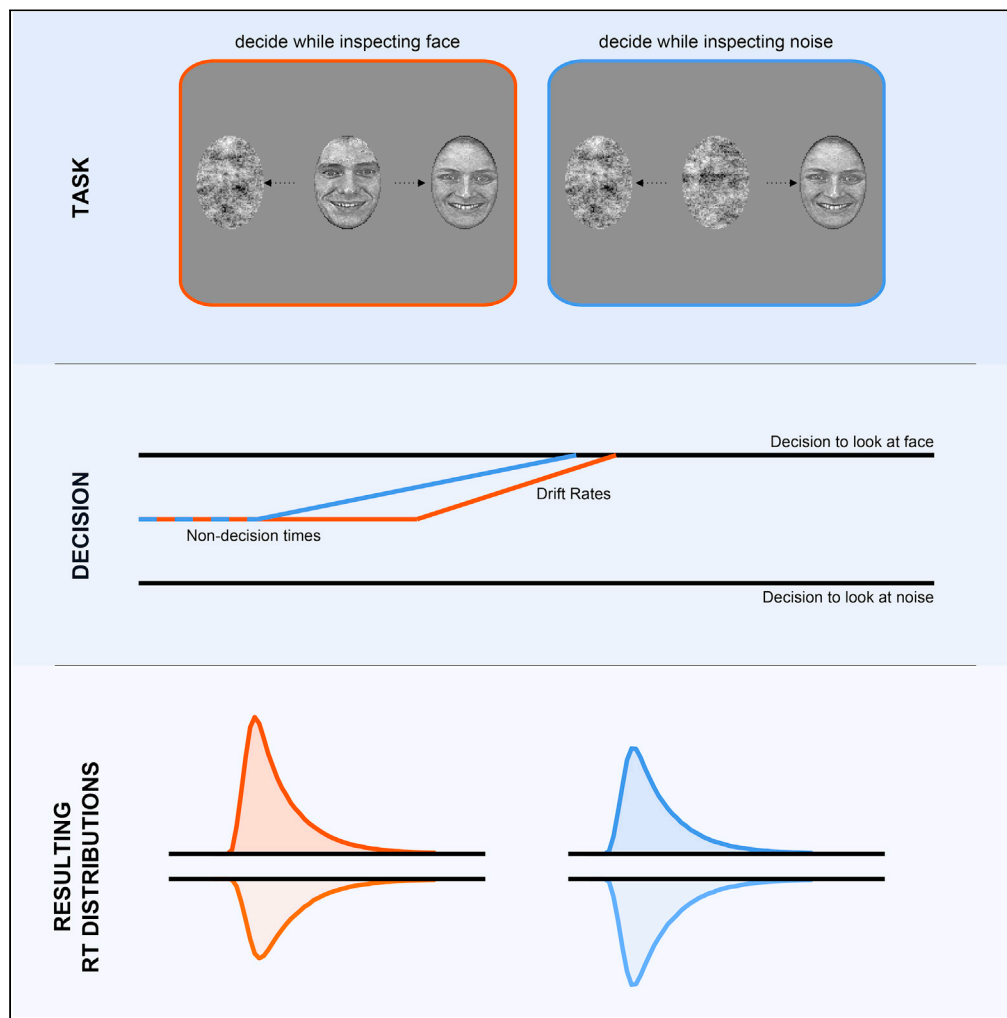 decide while inspecting face
decide while inspecting noise
TASK
DECISION
Decision to look at face
Drift Rates
Non-decision times
Decision to look at noise
RESULTING
RT DISTRIBUTIONS